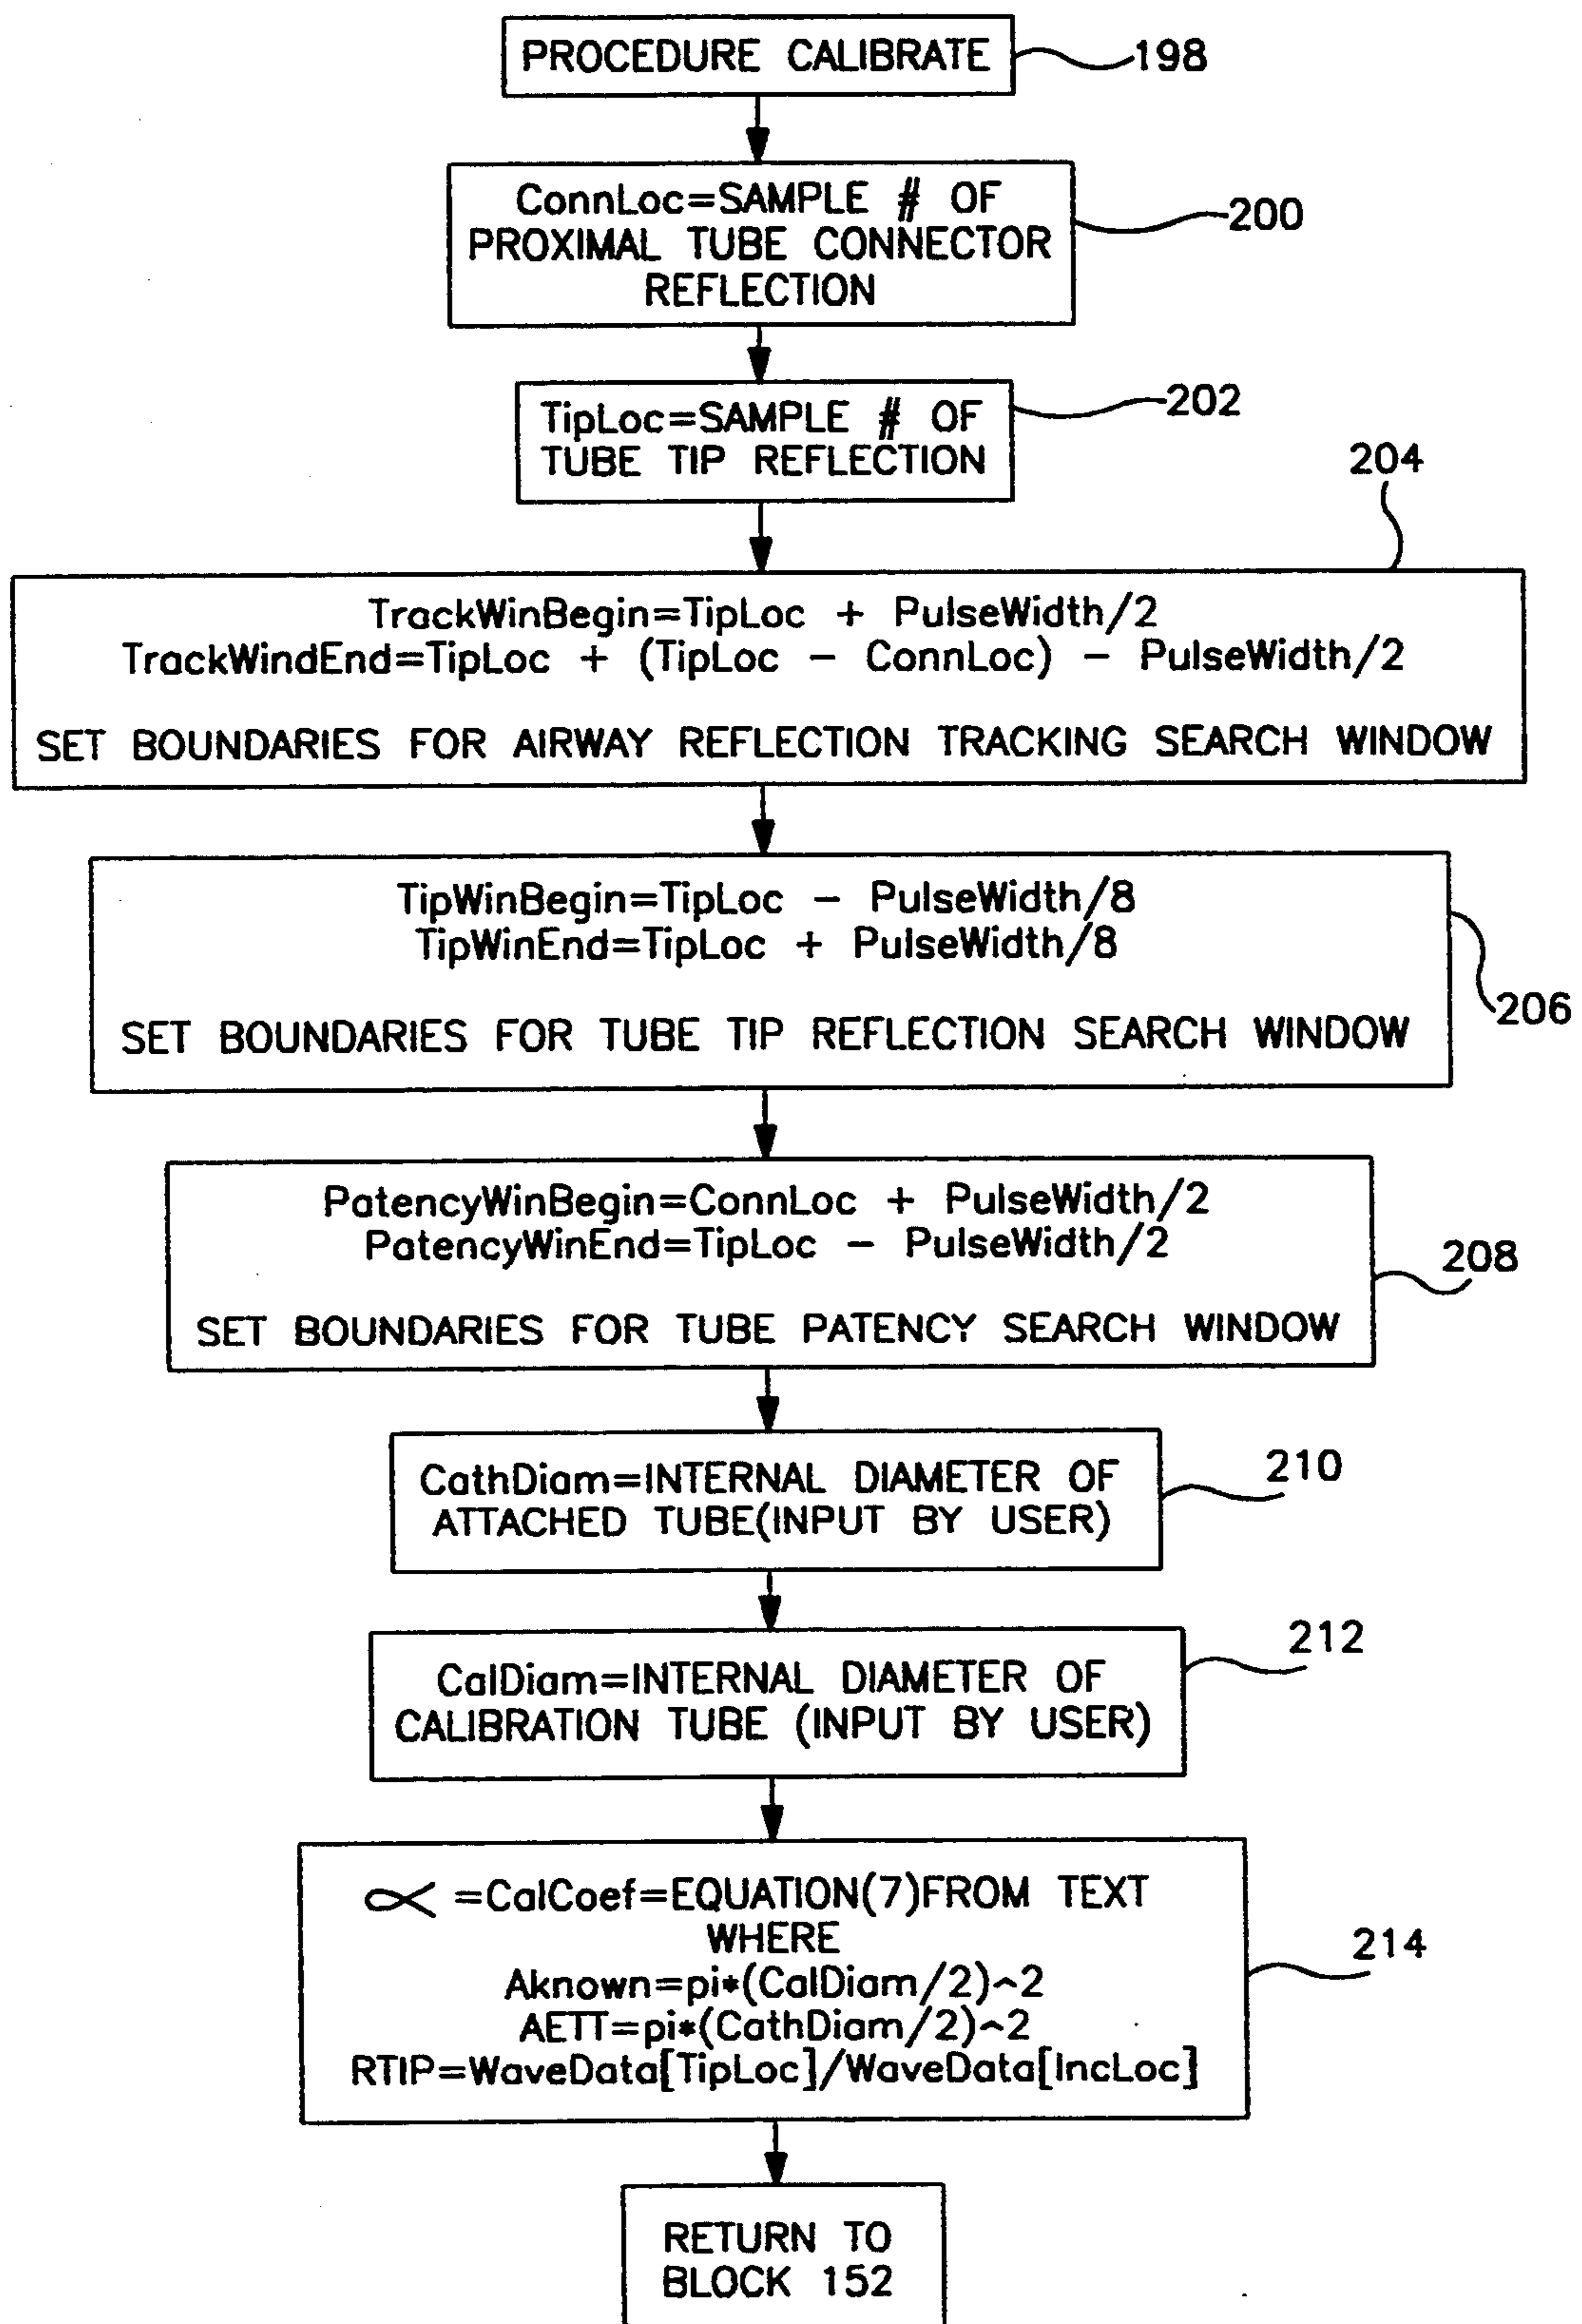 PROCEDURE CALIBRATE
198
ConnLoc=SAMPLE # OF
PROXIMAL TUBE CONNECTOR
REFLECTION
200
TipLoc=SAMPLE # OF
TUBE TIP REFLECTION
202
204
TrackWinBegin=TipLoc + PulseWidth/2
TrackWindEnd=TipLoc + (TipLoc - ConnLoc) - PulseWidth/2
SET BOUNDARIES FOR AIRWAY REFLECTION TRACKING SEARCH WINDOW
TipWinBegin=TipLoc - PulseWidth/8
TipWinEnd=TipLoc + PulseWidth/8
SET BOUNDARIES FOR TUBE TIP REFLECTION SEARCH WINDOW
206
PatencyWinBegin=ConnLoc + PulseWidth/2
PatencyWinEnd=TipLoc - PulseWidth/2
SET BOUNDARIES FOR TUBE PATENCY SEARCH WINDOW
208
CathDiam=INTERNAL DIAMETER OF
ATTACHED TUBE(INPUT BY USER)
210
CalDiam=INTERNAL DIAMETER OF
CALIBRATION TUBE (INPUT BY USER)
212
∝ =CalCoef=EQUATION(7)FROM TEXT
WHERE
Aknown=pi*(CalDiam/2)^2
AETT=pi*(CathDiam/2)^2
RTIP=WaveData[TipLoc]/WaveData[IncLoc]
214
RETURN TO
BLOCK 152